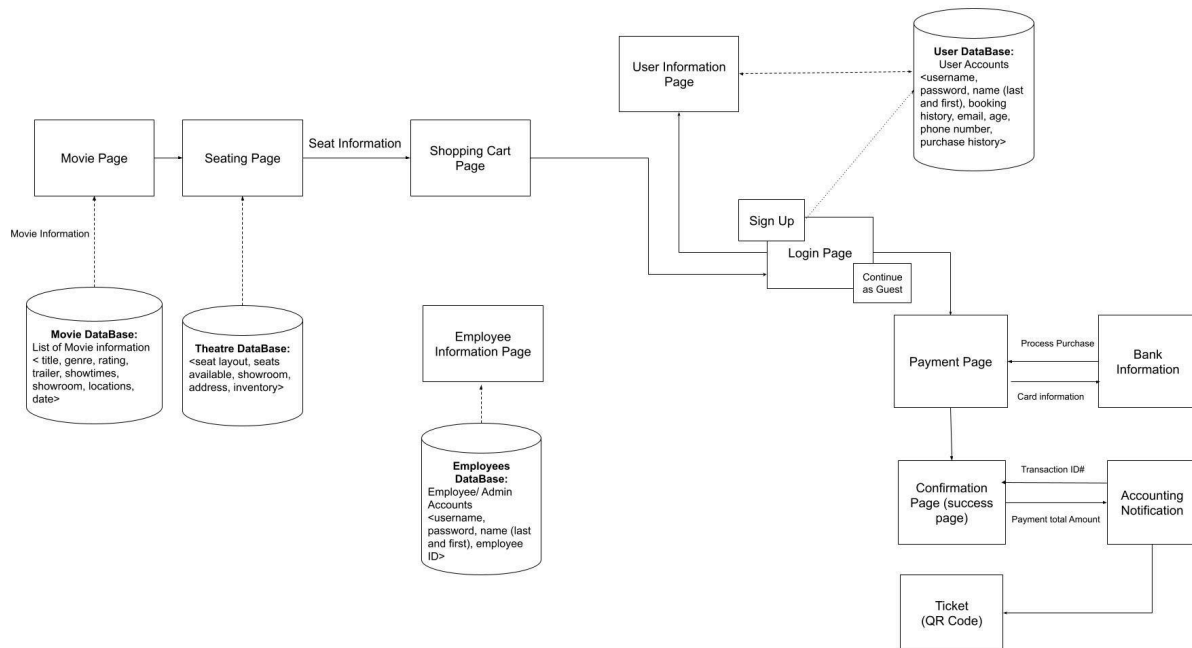 User DataBase:
User Accounts
<username,
password, name (last
and first), booking
history, email, age,
phone number,
purchase history>
User Information
Page
Movie Page
Seating Page
Seat Information
Shopping Cart
Page
Movie Information
Sign Up
Login Page
Continue
as Guest
Movie DataBase:
List of Movie information
< title, genre, rating,
trailer, showtimes,
showroom, locations,
date>
Theatre DataBase:
<seat layout, seats
available, showroom,
address, inventory>
Employee
Information Page
Employees
DataBase:
Employee/ Admin
Accounts
<username,
password, name (last
and first), employee
ID>
Payment Page
Process Purchase
Card information
Bank
Information
Confirmation
Page (success
page)
Transaction ID#
Payment total Amount
Accounting
Notification
Ticket
(QR Code)